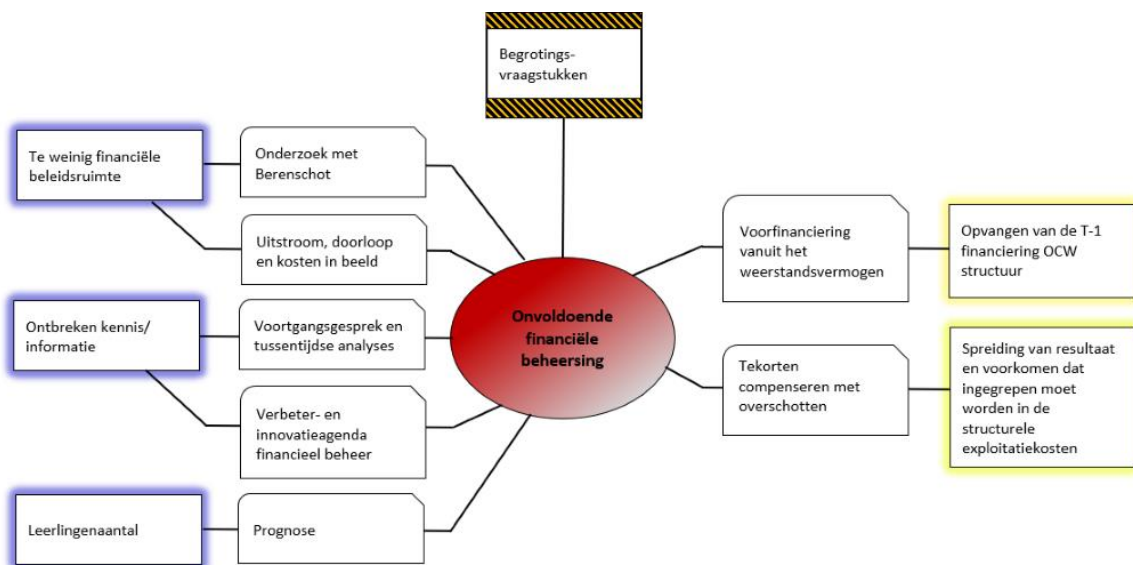 Begrotings-
vraagstukken
Te weinig financiële
beleidsruimte
Onderzoek met
Berenschot
Uitstroom, doorloop
en kosten in beeld
Ontbreken kennis/
informatie
Voortgangsgesprek en
tussentijdse analyses
Verbeter- en
innovatieagenda
financieel beheer
Leerlingenaantal
Prognose
Onvoldoende
financiële
beheersing
Voorfinanciering
vanuit het
weerstandsvermogen
Opvangen van de T-1
financiering OCW
structuur
Tekorten
compenseren met
overschotten
Spreiding van resultaat
en voorkomen dat
ingegrepen moet
worden in de
structurele
exploitatiekosten